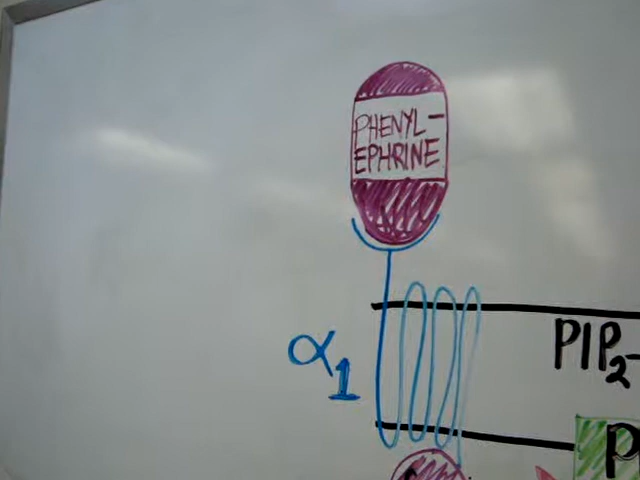 PHENYL-
EPHRINE
α1
PIP2-
P